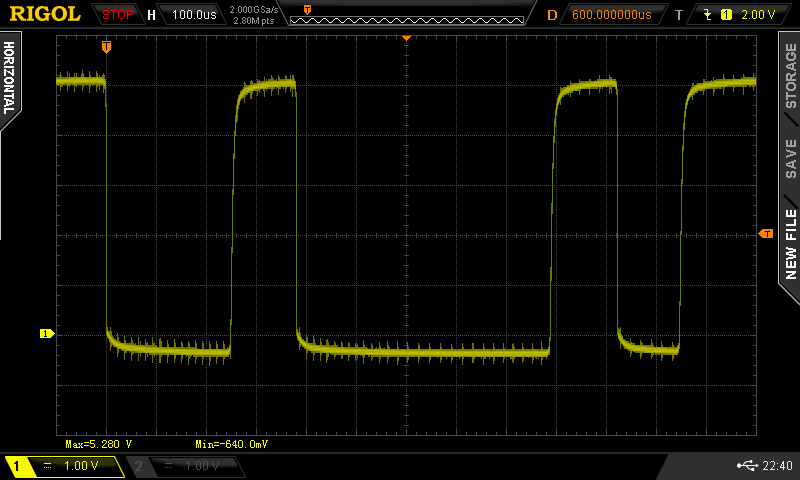 RIGOL STOP H 100.0us 2.000GSa/s 2.80M pts T D 600.000000us T 1 2.00 V
HORIZONTAL
STORAGE
SAVE
NEW FILE
T
T
1
Max=5.280 V Min=-640.0mV
1 1.00 V 2 1.00 V 22:40